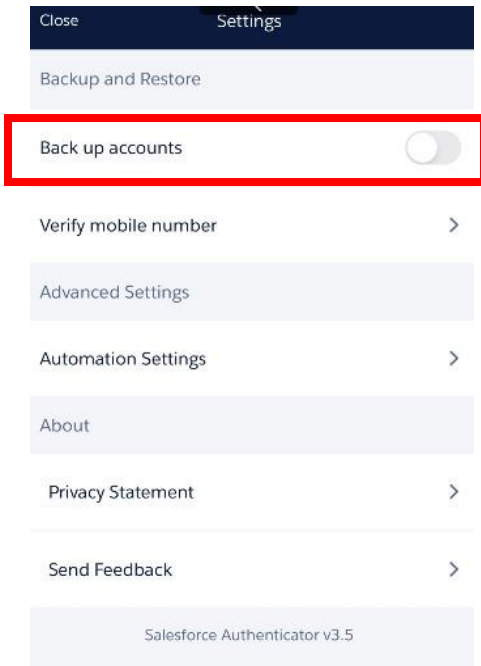 Close
Settings
Backup and Restore
Back up accounts
Verify mobile number
Advanced Settings
Automation Settings
About
Privacy Statement
Send Feedback
Salesforce Authenticator v3.5